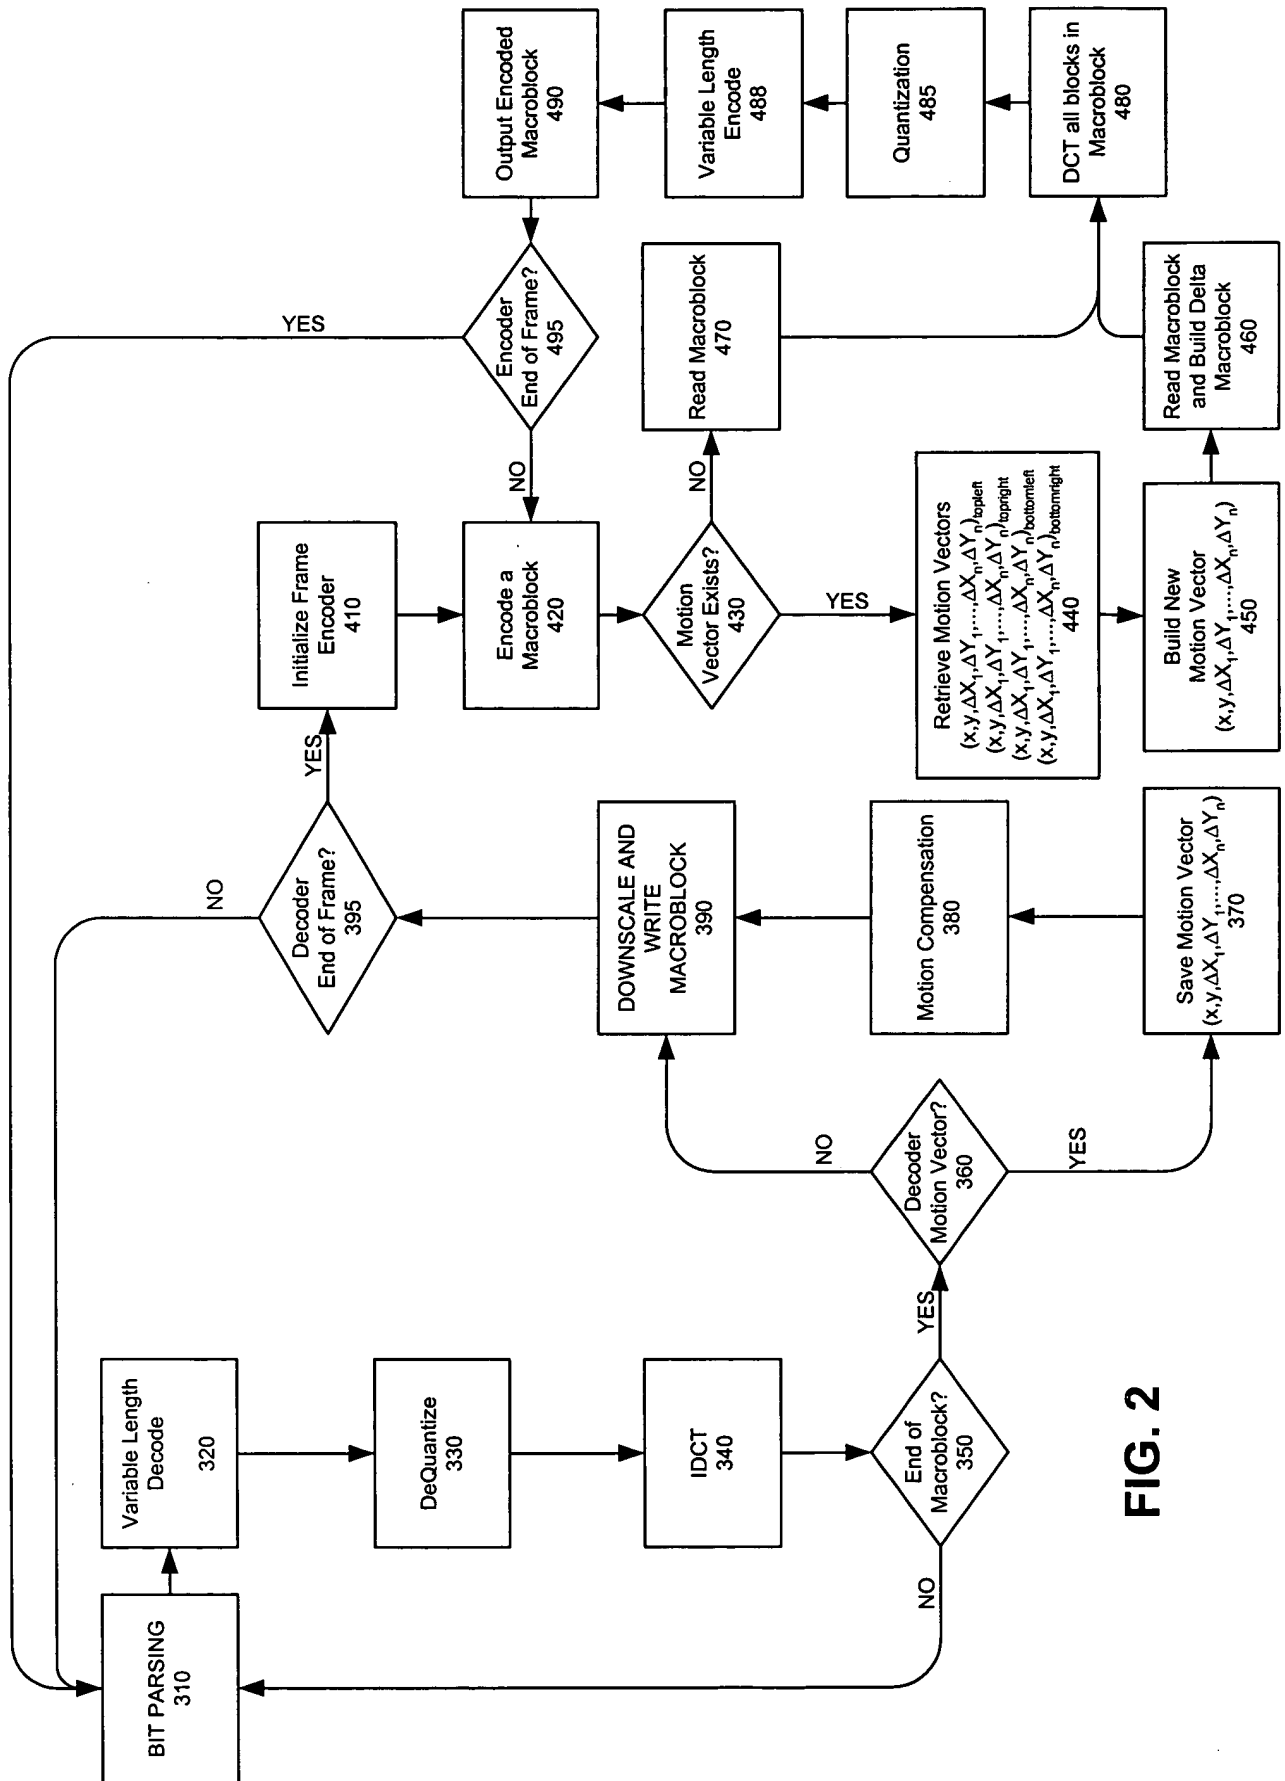 BIT PARSING
310
Variable Length
Decode
320
DeQuantize
330
IDCT
340
End of
Macroblock?
350
NO
YES
Decoder
Motion Vector?
360
NO
YES
Save Motion Vector
(x,y,ΔX₁,ΔY₁,...,ΔXₙ,ΔYₙ)
370
Motion Compensation
380
DOWNSCALE AND
WRITE
MACROBLOCK
390
Decoder
End of Frame?
395
NO
YES
Initialize Frame
Encoder
410
Encode a
Macroblock
420
Motion
Vector Exists?
430
NO
YES
Retrieve Motion Vectors
(x,y,ΔX₁,ΔY₁,...,ΔXₙ,ΔYₙ)topleft
(x,y,ΔX₁,ΔY₁,...,ΔXₙ,ΔYₙ)topright
(x,y,ΔX₁,ΔY₁,...,ΔXₙ,ΔYₙ)bottomleft
(x,y,ΔX₁,ΔY₁,...,ΔXₙ,ΔYₙ)bottomright
440
Build New
Motion Vector
(x,y,ΔX₁,ΔY₁,...,ΔXₙ,ΔYₙ)
450
Read Macroblock
and Build Delta
Macroblock
460
Read Macroblock
470
DCT all blocks in
Macroblock
480
Quantization
485
Variable Length
Encode
488
Output Encoded
Macroblock
490
Encoder
End of Frame?
495
YES
NO
FIG. 2